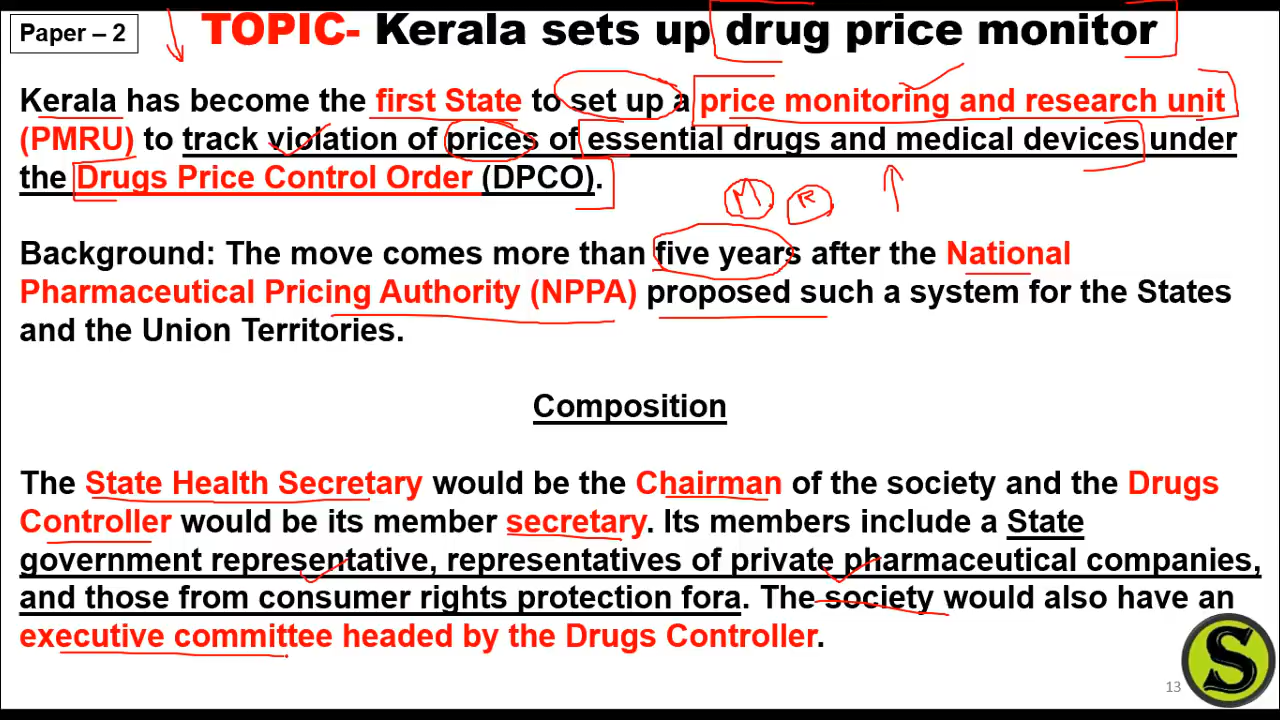 Paper – 2
TOPIC- Kerala sets up drug price monitor
Kerala has become the first State to set up a price monitoring and research unit
(PMRU) to track violation of prices of essential drugs and medical devices under
the Drugs Price Control Order (DPCO).
M R
Background: The move comes more than five years after the National
Pharmaceutical Pricing Authority (NPPA) proposed such a system for the States
and the Union Territories.
Composition
The State Health Secretary would be the Chairman of the society and the Drugs
Controller would be its member secretary. Its members include a State
government representative, representatives of private pharmaceutical companies,
and those from consumer rights protection fora. The society would also have an
executive committee headed by the Drugs Controller.
S
13